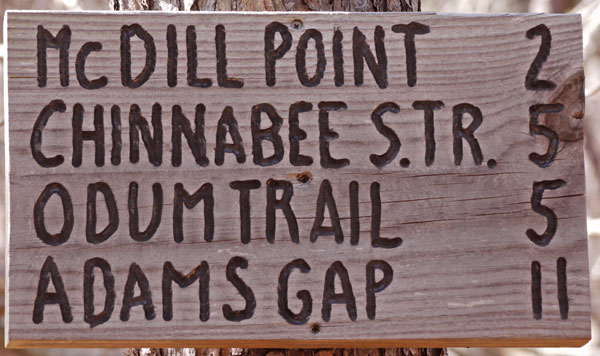 McDILL POINT 2
CHINNABEE S.TR. 5
ODUM TRAIL 5
ADAMS GAP 11